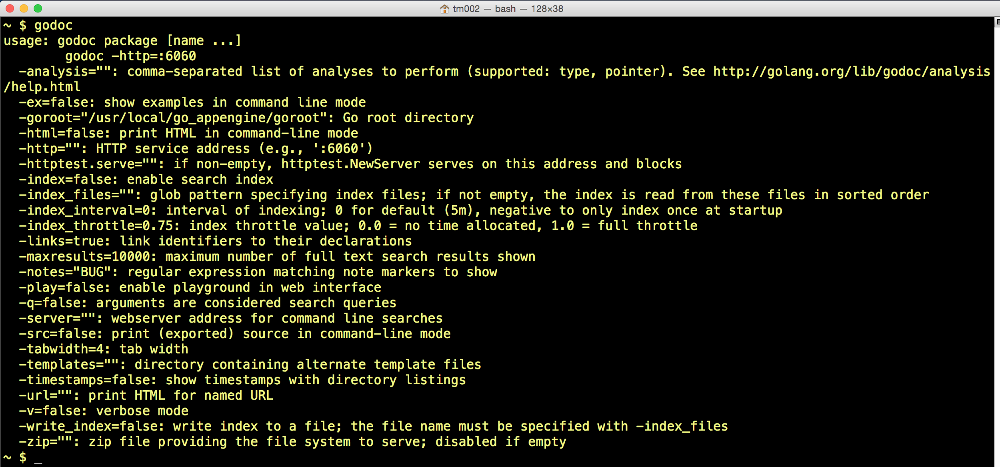 tm002 — bash — 128×38
~ $ godoc
usage: godoc package [name ...]
        godoc -http=:6060
  -analysis="": comma-separated list of analyses to perform (supported: type, pointer). See http://golang.org/lib/godoc/analysis
/help.html
  -ex=false: show examples in command line mode
  -goroot="/usr/local/go_appengine/goroot": Go root directory
  -html=false: print HTML in command-line mode
  -http="": HTTP service address (e.g., ':6060')
  -httptest.serve="": if non-empty, httptest.NewServer serves on this address and blocks
  -index=false: enable search index
  -index_files="": glob pattern specifying index files; if not empty, the index is read from these files in sorted order
  -index_interval=0: interval of indexing; 0 for default (5m), negative to only index once at startup
  -index_throttle=0.75: index throttle value; 0.0 = no time allocated, 1.0 = full throttle
  -links=true: link identifiers to their declarations
  -maxresults=10000: maximum number of full text search results shown
  -notes="BUG": regular expression matching note markers to show
  -play=false: enable playground in web interface
  -q=false: arguments are considered search queries
  -server="": webserver address for command line searches
  -src=false: print (exported) source in command-line mode
  -tabwidth=4: tab width
  -templates="": directory containing alternate template files
  -timestamps=false: show timestamps with directory listings
  -url="": print HTML for named URL
  -v=false: verbose mode
  -write_index=false: write index to a file; the file name must be specified with -index_files
  -zip="": zip file providing the file system to serve; disabled if empty
~ $ _